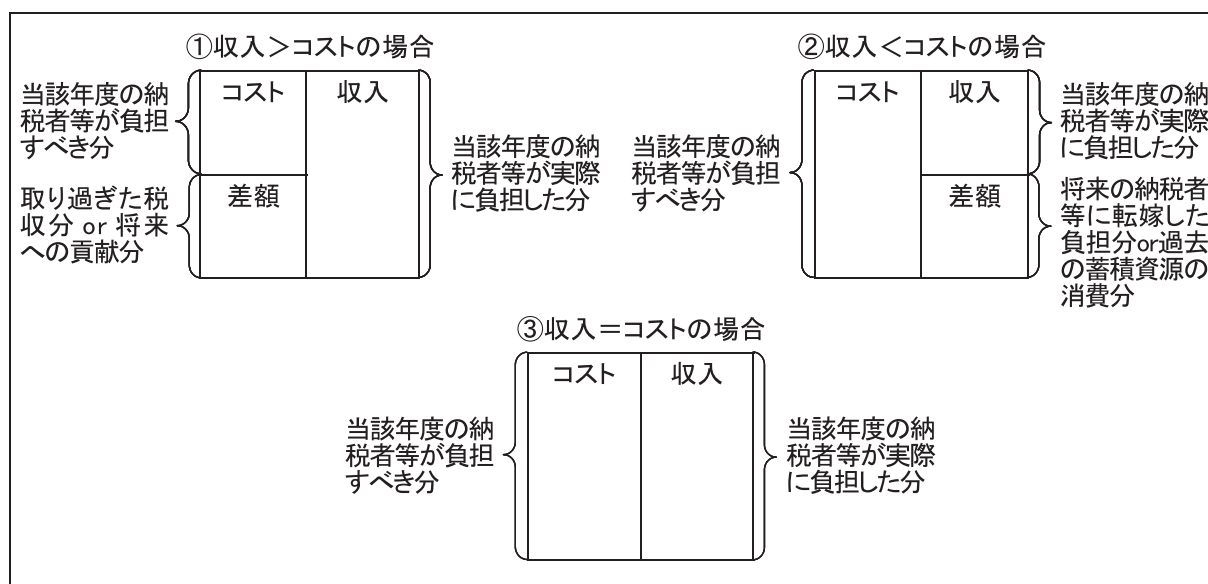 ①収入＞コストの場合
コスト
収入
当該年度の納
税者等が負担
すべき分
差額
取り過ぎた税
収分 or 将来
への貢献分
当該年度の納
税者等が実際
に負担した分
②収入＜コストの場合
コスト
収入
当該年度の納
税者等が負担
すべき分
当該年度の納
税者等が実際
に負担した分
差額
将来の納税者
等に転嫁した
負担分or過去
の蓄積資源の
消費分
③収入＝コストの場合
コスト
収入
当該年度の納
税者等が負担
すべき分
当該年度の納
税者等が実際
に負担した分